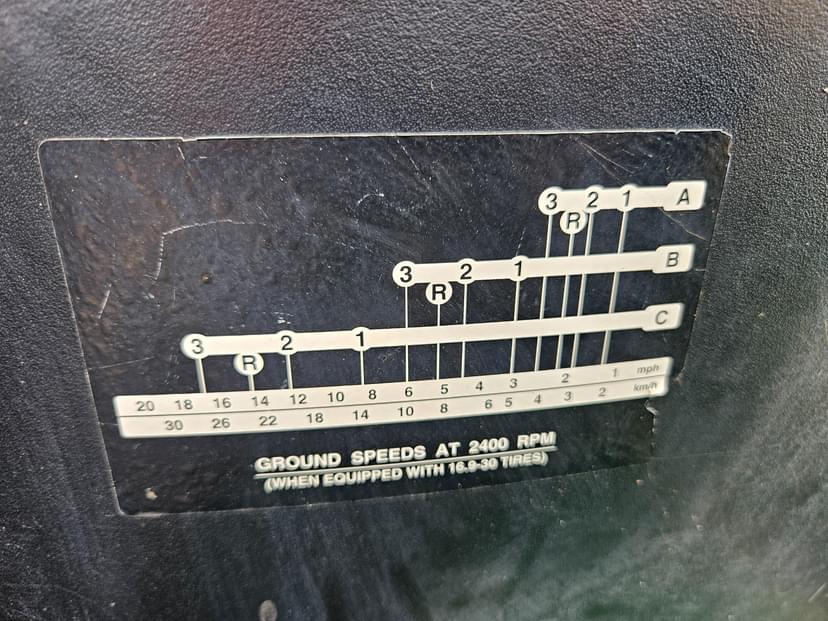 3 2 1 A
R
3 2 1 B
R
3 2 1 C
R
20 18 16 14 12 10 8 6 5 4 3 2 1 mph
30 26 22 18 14 10 8 6 5 4 3 2 km/h
GROUND SPEEDS AT 2400 RPM
(WHEN EQUIPPED WITH 16.9-30 TIRES)